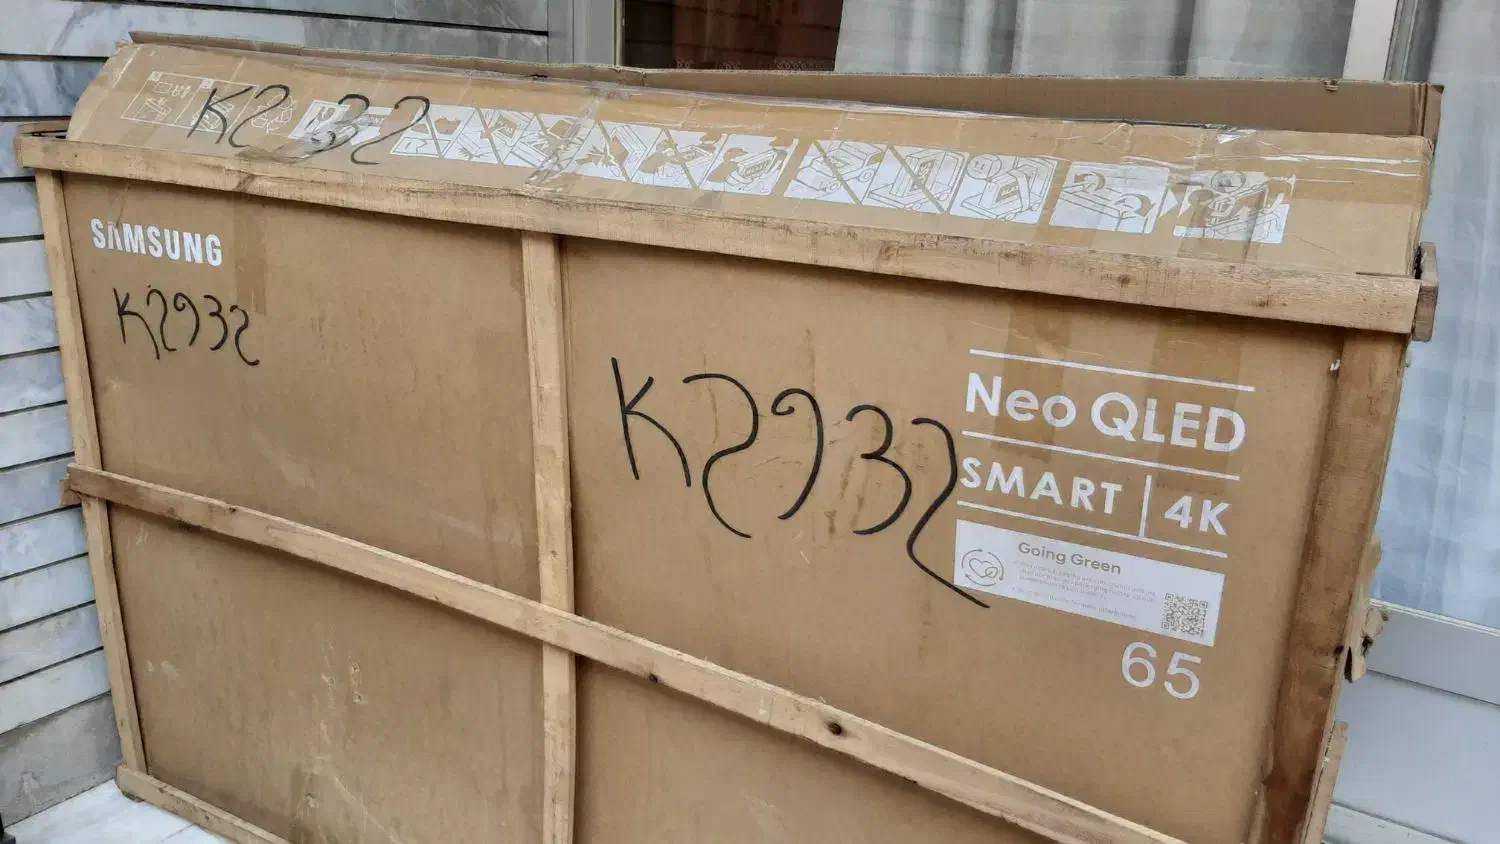 K2932
SAMSUNG
K2932
K2932
Neo QLED
SMART | 4K
Going Green
65